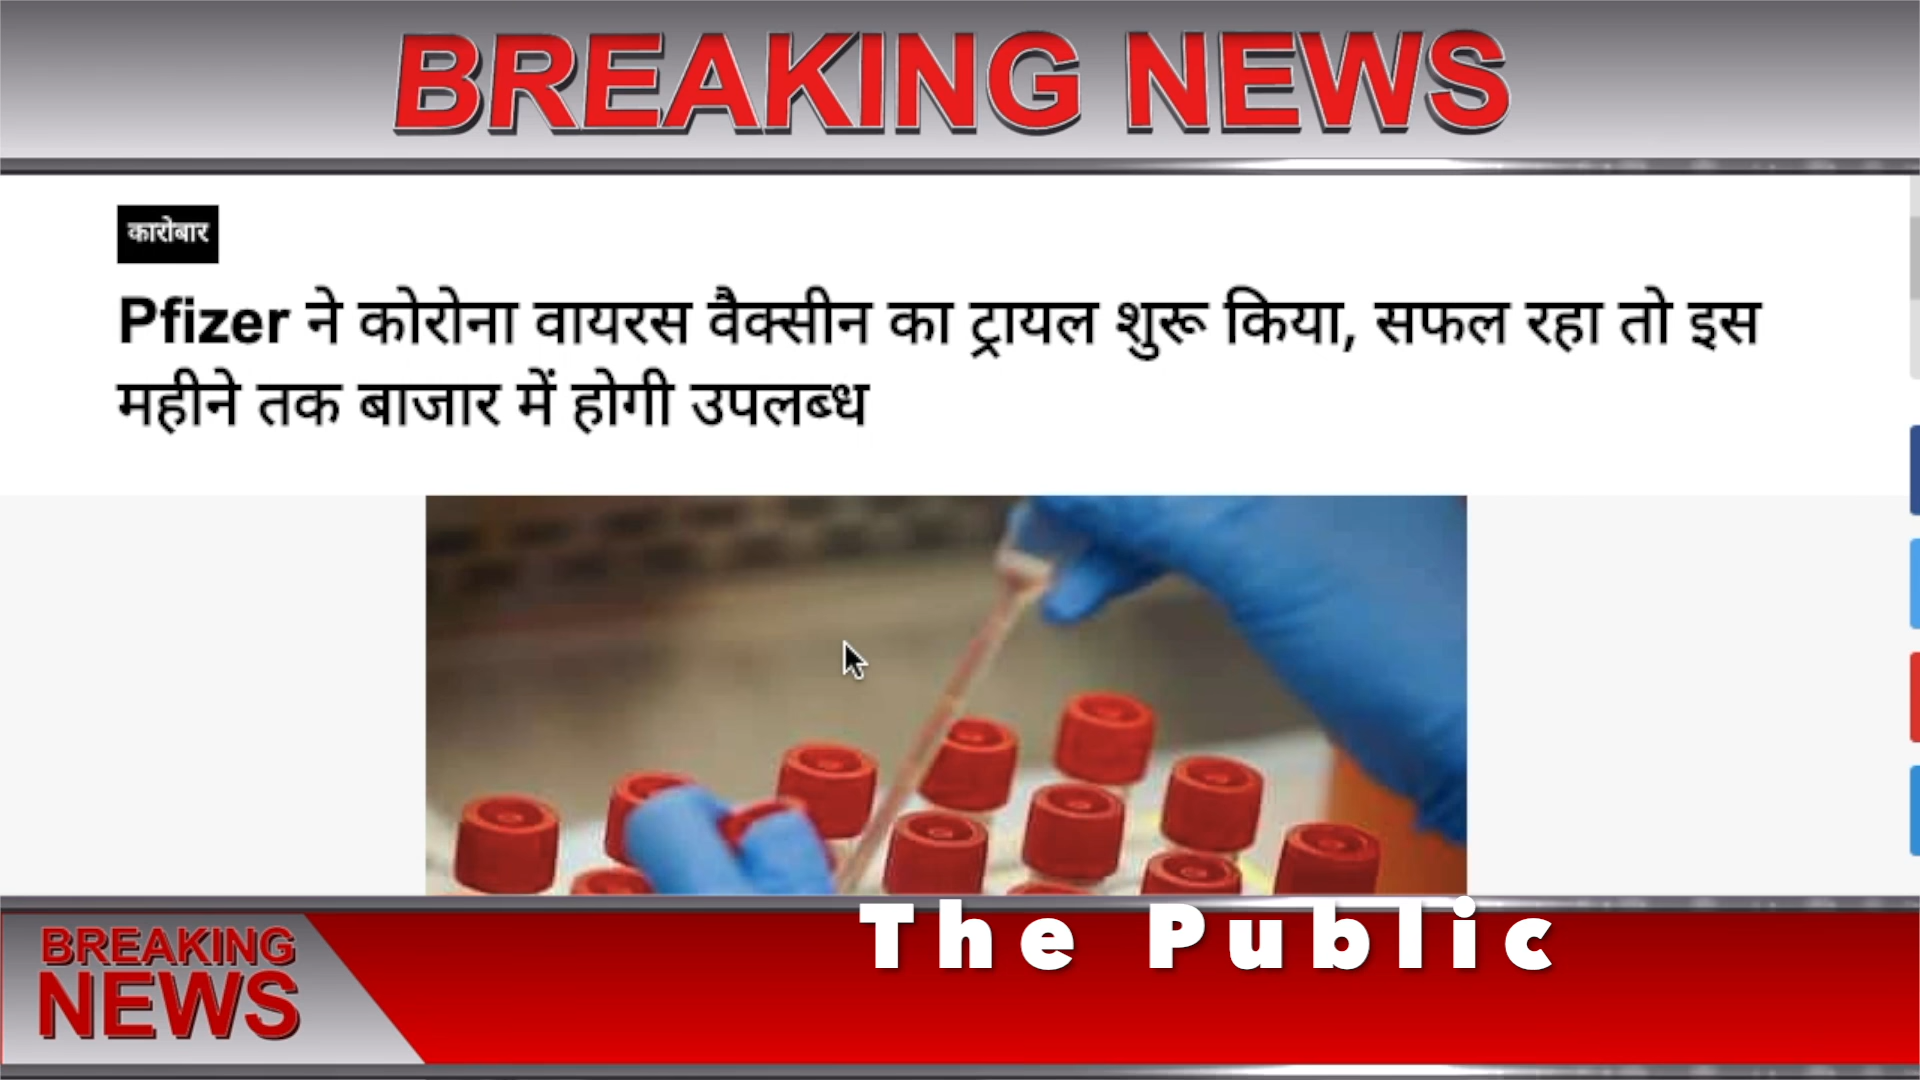 BREAKING NEWS
कारोबार
Pfizer ने कोरोना वायरस वैक्सीन का ट्रायल शुरू किया, सफल रहा तो इस
महीने तक बाजार में होगी उपलब्ध
The Public
BREAKING
NEWS